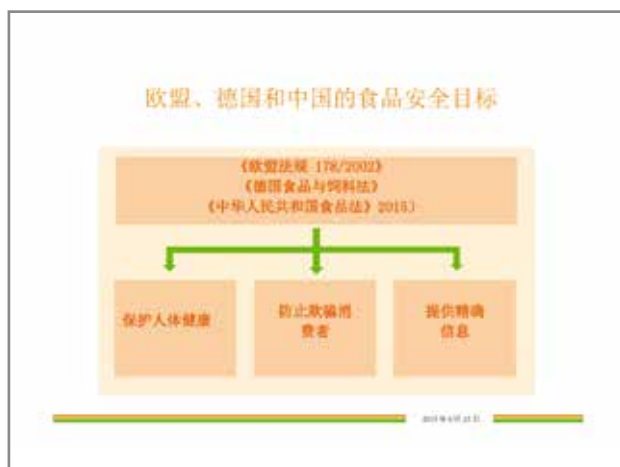 欧盟、德国和中国的食品安全目标
《欧盟法规 178/2002》
《德国食品与饲料法》
《中华人民共和国食品法》2015）
保护人体健康
防止欺骗消
费者
提供精确
信息